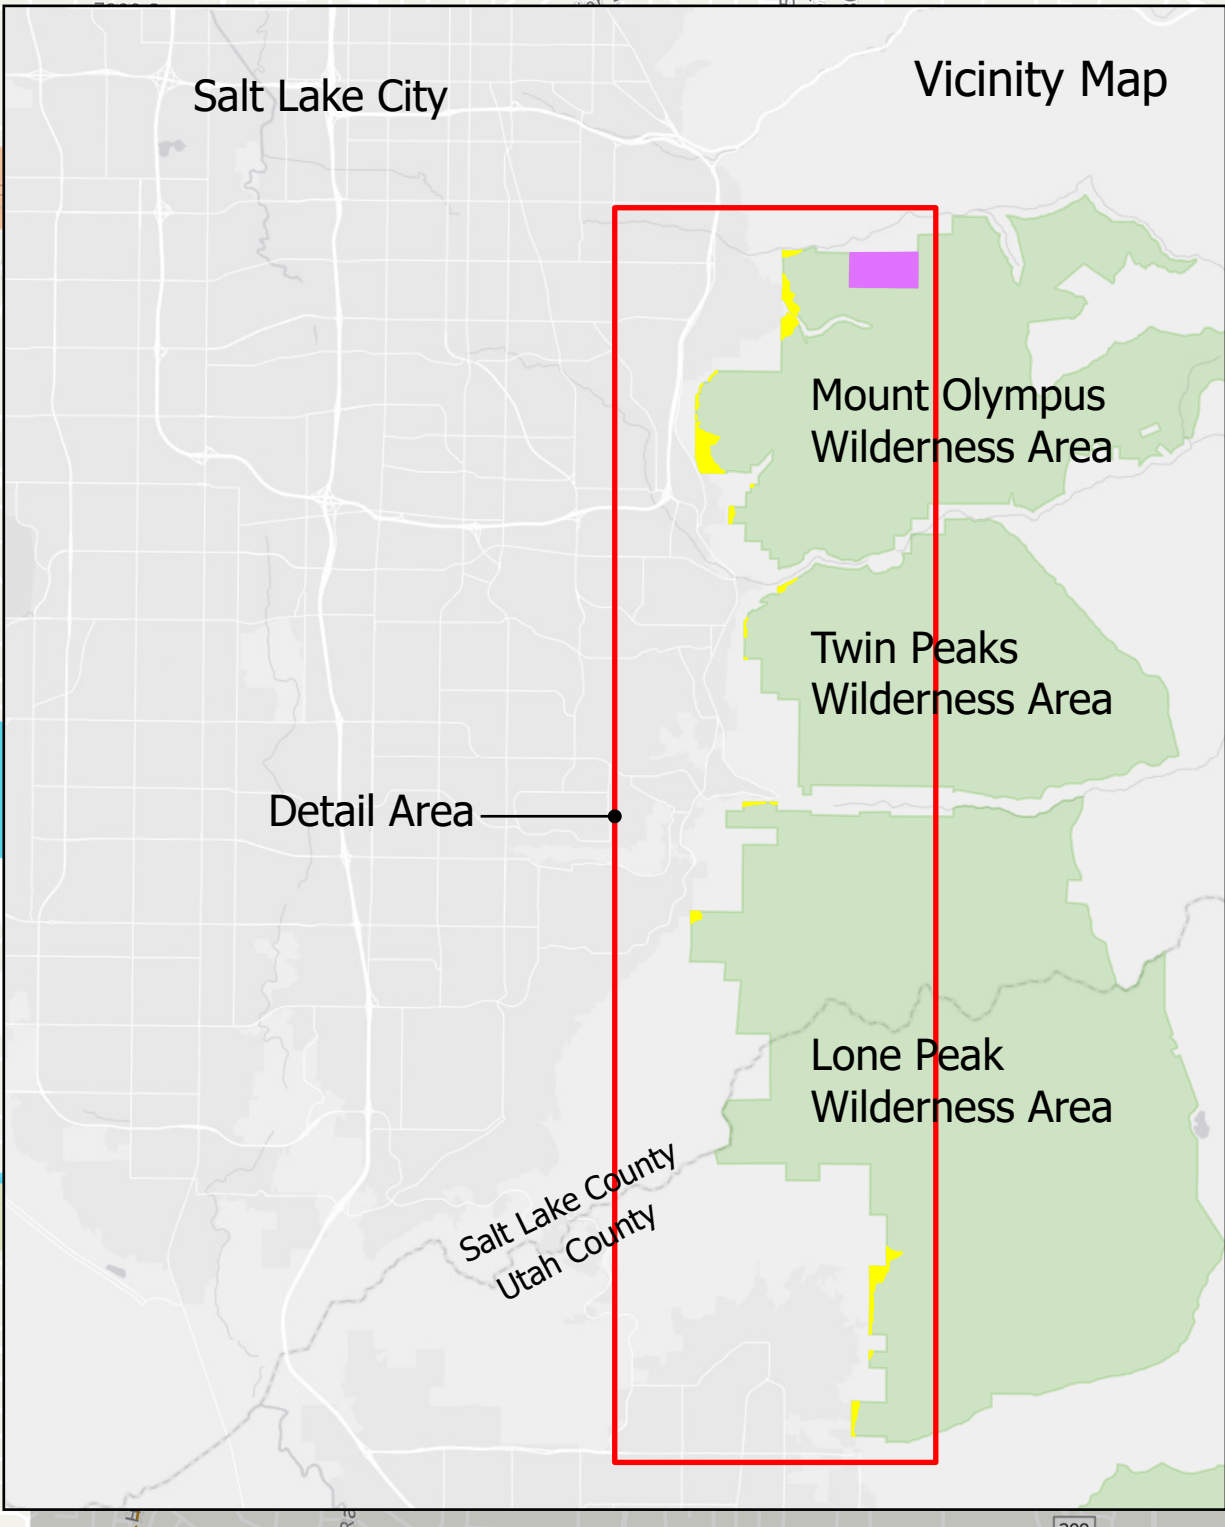 Salt Lake City
Vicinity Map
Mount Olympus
Wilderness Area
Twin Peaks
Wilderness Area
Detail Area
Lone Peak
Wilderness Area
Salt Lake County
Utah County